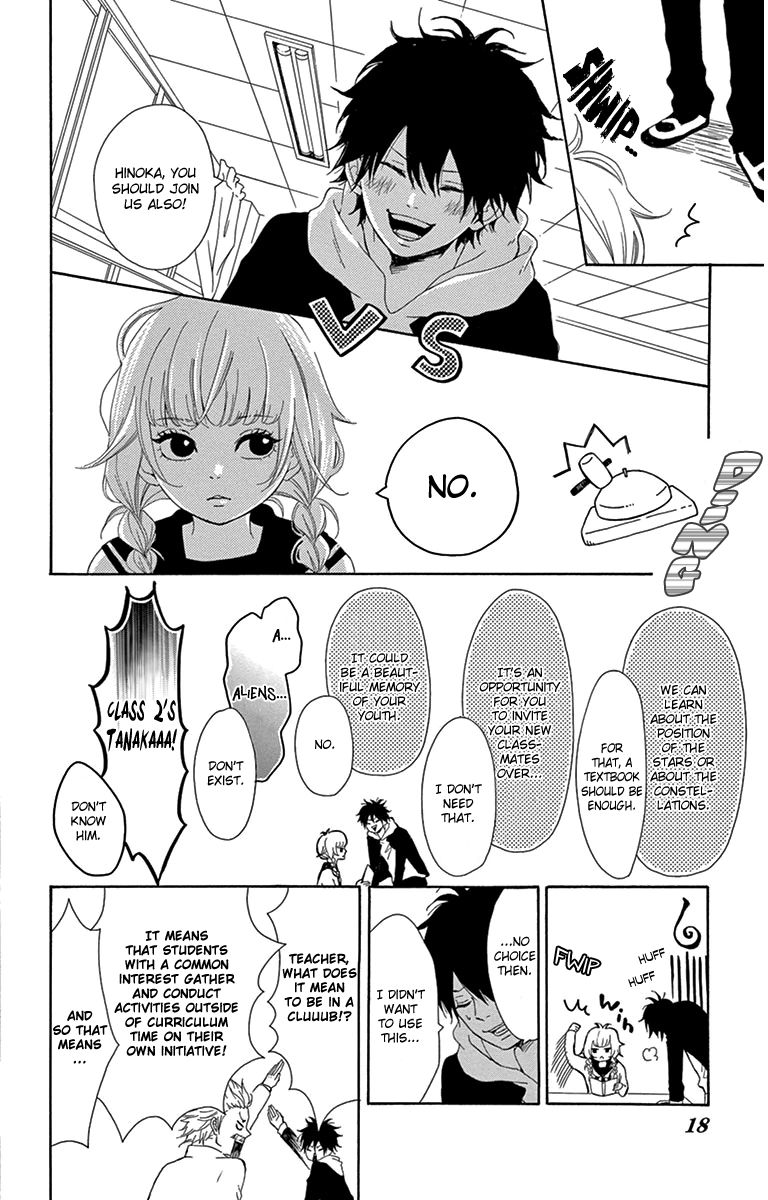 SHWIP...
HINOKA, YOU
SHOULD JOIN
US ALSO!
VS
NO.
DING
WE CAN
LEARN
ABOUT THE
POSITION
OF THE
STARS OR
ABOUT THE
CONSTEL-
LATIONS.
FOR
THAT, A
TEXTBOOK
SHOULD BE
ENOUGH.
IT'S AN
OPPORTUNITY
FOR YOU
TO INVITE
YOUR NEW
CLASS-
MATES
OVER...
I DON'T
NEED
THAT.
IT COULD
BE A BEAUT-
IFUL MEMORY
OF YOUR
YOUTH.
NO.
A...
ALIENS...
DON'T
EXIST.
CLASS 2'S
TANAKAAA!
DON'T
KNOW
HIM.
HUFF
HUFF
FWIP
Win
...NO
CHOICE
THEN.
I DIDN'T
WANT
TO USE
THIS...
TEACHER,
WHAT DOES
IT MEAN
TO BE IN A
CLUUUB!?
IT MEANS
THAT STUDENTS
WITH A COMMON
INTEREST GATHER
AND CONDUCT
ACTIVITIES OUTSIDE
OF CURRICULUM
TIME ON THEIR
OWN INITIATIVE!
AND
SO THAT
MEANS
...
18